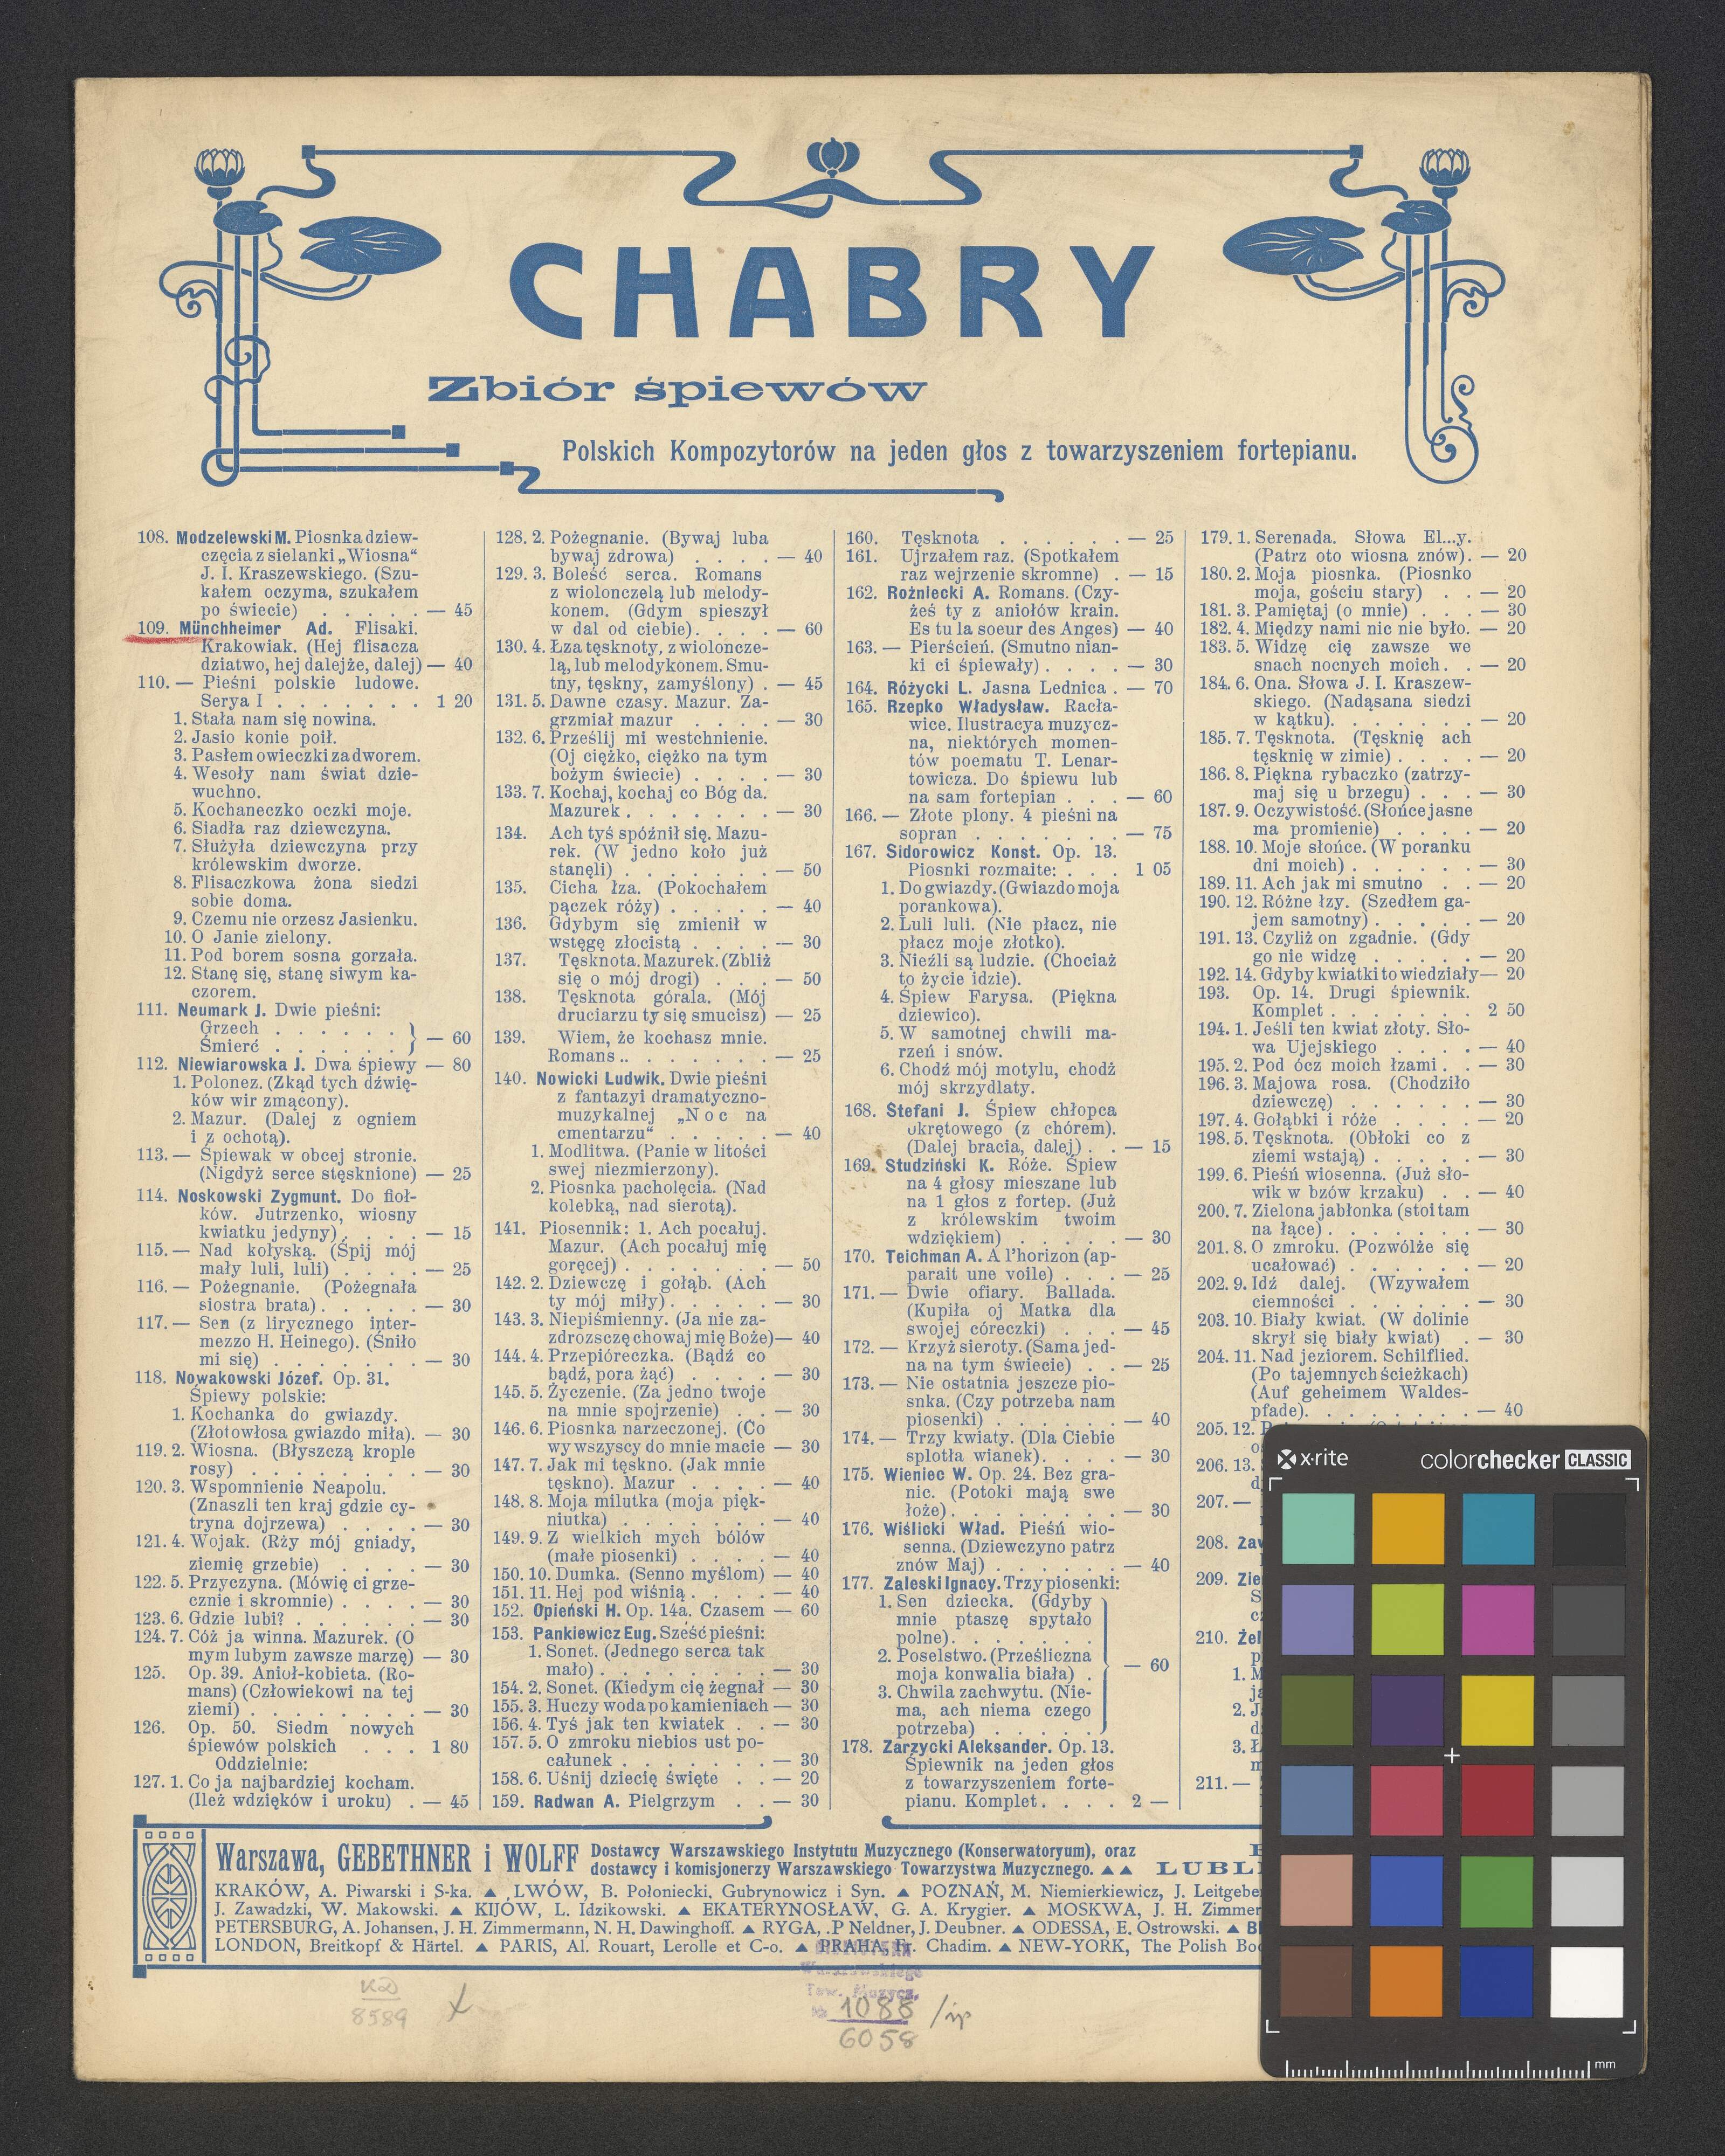 CHABRY
Zbiór śpiewów
Polskich Kompozytorów na jeden głos z towarzyszeniem fortepianu.
108. Modzelewski M. Piosnka dziew-
częcia z sielanki „Wiosna“
J. I. Kraszewskiego. (Szu-
kałem oczyma, szukałem
po świecie) . . . . . — 45
109. Münchheimer Ad. Flisaki.
Krakowiak. (Hej flisacza
dziatwo, hej dalejże, dalej) — 40
110. — Pieśni polskie ludowe.
Serya I . . . . . . . 1 20
1. Stała nam się nowina.
2. Jasio konie poił.
3. Pasłem owieczki za dworem.
4. Wesoły nam świat dzie-
wuchno.
5. Kochaneczko oczki moje.
6. Siadła raz dziewczyna.
7. Służyła dziewczyna przy
królewskim dworze.
8. Flisaczkowa żona siedzi
sobie doma.
9. Czemu nie orzesz Jasienku.
10. O Janie zielony.
11. Pod borem sosna gorzała.
12. Stanę się, stanę siwym ka-
czorem.
111. Neumark J. Dwie pieśni:
Grzech . . . . . . }
Śmierć . . . . . . } — 60
112. Niewiarowska J. Dwa śpiewy — 80
1. Polonez. (Zkąd tych dźwię-
ków wir zmącony).
2. Mazur. (Dalej z ogniem
i z ochotą).
113. — Śpiewak w obcej stronie.
(Nigdyż serce stęsknione) — 25
114. Noskowski Zygmunt. Do fioł-
ków. Jutrzenko, wiosny
kwiatku jedyny) . . . . — 15
115. — Nad kołyską. (Śpij mój
mały luli, luli) . . . . — 25
116. — Pożegnanie. (Pożegnała
siostra brata) . . . . . — 30
117. — Sen (z lirycznego inter-
mezzo H. Heinego). (Śniło
mi się) . . . . . . . — 30
118. Nowakowski Józef. Op. 31.
Śpiewy polskie:
1. Kochanka do gwiazdy.
(Złotowłosa gwiazdo miła). — 30
119. 2. Wiosna. (Błyszczą krople
rosy) . . . . . . . . — 30
120. 3. Wspomnienie Neapolu.
(Znaszli ten kraj gdzie cy-
tryna dojrzewa) . . . . — 30
121. 4. Wojak. (Rży mój gniady,
ziemię grzebie) . . . . — 30
122. 5. Przyczyna. (Mówię ci grze-
cznie i skromnie) . . . . — 30
123. 6. Gdzie lubi? . . . . . . — 30
124. 7. Cóż ja winna. Mazurek. (O
mym lubym zawsze marzę) — 30
125. Op. 39. Anioł-kobieta. (Ro-
mans) (Człowiekowi na tej
ziemi) . . . . . . . . — 30
126. Op. 50. Siedm nowych
śpiewów polskich . . . 1 80
Oddzielnie:
127. 1. Co ja najbardziej kocham.
(Ileż wdzięków i uroku) . — 45
128. 2. Pożegnanie. (Bywaj luba
bywaj zdrowa) . . . . — 40
129. 3. Boleść serca. Romans
z wiolonczelą lub melody-
konem. (Gdym spieszył
w dal od ciebie). . . . — 60
130. 4. Łza tęsknoty, z wioloncze-
lą, lub melodykonem. Smu-
tny, tęskny, zamyślony) . — 45
131. 5. Dawne czasy. Mazur. Za-
grzmiał mazur . . . . — 30
132. 6. Prześlij mi westchnienie.
(Oj ciężko, ciężko na tym
bożym świecie) . . . . — 30
133. 7. Kochaj, kochaj co Bóg da.
Mazurek . . . . . . . — 30
134. Ach tyś spóźnił się. Mazu-
rek. (W jedno koło już
stanęli) . . . . . . . — 50
135. Cicha łza. (Pokochałem
pączek róży) . . . . . — 40
136. Gdybym się zmienił w
wstęgę złocistą . . . . — 30
137. Tęsknota. Mazurek. (Zbliż
się o mój drogi) . . . — 50
138. Tęsknota górala. (Mój
druciarzu ty się smucisz) — 25
139. Wiem, że kochasz mnie.
Romans .. . . . . . . — 25
140. Nowicki Ludwik. Dwie pieśni
z fantazyi dramatyczno-
muzykalnej „Noc na
cmentarzu“ . . . . . — 40
1. Modlitwa. (Panie w litości
swej niezmierzony).
2. Piosnka pacholęcia. (Nad
kolebką, nad sierotą).
141. Piosennik: 1. Ach pocałuj.
Mazur. (Ach pocałuj mię
goręcej) . . . . . . . — 50
142. 2. Dziewczę i gołąb. (Ach
ty mój miły) . . . . . — 30
143. 3. Niepiśmienny. (Ja nie za-
zdroszczę chowaj mię Boże) — 40
144. 4. Przepióreczka. (Bądź co
bądź, pora żąć) . . . . — 30
145. 5. Życzenie. (Za jedno twoje
na mnie spojrzenie) . . — 30
146. 6. Piosnka narzeczonej. (Co
wy wszyscy do mnie macie — 30
147. 7. Jak mi tęskno. (Jak mnie
tęskno). Mazur . . . . — 40
148. 8. Moja milutka (moja pięk-
niutka) . . . . . . . — 40
149. 9. Z wielkich mych bólów
(małe piosenki) . . . . — 40
150. 10. Dumka. (Senno myślom) — 40
151. 11. Hej pod wiśnią . . . . — 40
152. Opieński H. Op. 14a. Czasem — 60
153. Pankiewicz Eug. Sześć pieśni:
1. Sonet. (Jednego serca tak
mało) . . . . . . . . — 30
154. 2. Sonet. (Kiedym cię żegnał — 30
155. 3. Huczy woda po kamieniach — 30
156. 4. Tyś jak ten kwiatek . . — 30
157. 5. O zmroku niebios ust po-
całunek . . . . . . . — 30
158. 6. Uśnij dziecię święte . . — 20
159. Radwan A. Pielgrzym . . — 30
160. Tęsknota . . . . . . — 25
161. Ujrzałem raz. (Spotkałem
raz wejrzenie skromne) . — 15
162. Rożniecki A. Romans. (Czy-
żeś ty z aniołów krain.
Es tu la soeur des Anges) — 40
163. — Pierścień. (Smutno nian-
ki ci śpiewały) . . . . — 30
164. Różycki L. Jasna Lednica . — 70
165. Rzepko Władysław. Racła-
wice. Ilustracya muzycz-
na, niektórych momen-
tów poematu T. Lenar-
towicza. Do śpiewu lub
na sam fortepian . . . — 60
166. — Złote plony. 4 pieśni na
sopran . . . . . . . — 75
167. Sidorowicz Konst. Op. 13.
Piosnki rozmaite: . . . 1 05
1. Do gwiazdy. (Gwiazdo moja
porankowa).
2. Luli luli. (Nie płacz, nie
płacz moje złotko).
3. Nieźli są ludzie. (Chociaż
to życie idzie).
4. Śpiew Farysa. (Piękna
dziewico).
5. W samotnej chwili ma-
rzeń i snów.
6. Chodź mój motylu, chodź
mój skrzydlaty.
168. Stefani J. Śpiew chłopca
okrętowego (z chórem).
(Dalej bracia, dalej) . . — 15
169. Studziński K. Róże. Śpiew
na 4 głosy mieszane lub
na 1 głos z fortep. (Już
z królewskim twoim
wdziękiem) . . . . . — 30
170. Teichman A. A l'horizon (ap-
parait une voile) . . . — 25
171. — Dwie ofiary. Ballada.
(Kupiła oj Matka dla
swojej córeczki) . . . — 45
172. — Krzyż sieroty. (Sama jed-
na na tym świecie) . . — 25
173. — Nie ostatnia jeszcze pio-
snka. (Czy potrzeba nam
piosenki) . . . . . . — 40
174. — Trzy kwiaty. (Dla Ciebie
splotła wianek). . . . — 30
175. Wieniec W. Op. 24. Bez gra-
nic. (Potoki mają swe
łoże) . . . . . . . . — 30
176. Wiślicki Wład. Pieśń wio-
senna. (Dziewczyno patrz
znów Maj) . . . . . . — 40
177. Zaleski Ignacy. Trzy piosenki:
1. Sen dziecka. (Gdyby
mnie ptaszę spytało
polne). . . . . . .
2. Poselstwo. (Prześliczna
moja konwalia biała) . — 60
3. Chwila zachwytu. (Nie-
ma, ach niema czego
potrzeba) . . . . .
178. Zarzycki Aleksander. Op. 13.
Śpiewnik na jeden głos
z towarzyszeniem forte-
pianu. Komplet . . . . 2 —
179. 1. Serenada. Słowa El...y.
(Patrz oto wiosna znów). — 20
180. 2. Moja piosnka. (Piosnko
moja, gościu stary) . . — 20
181. 3. Pamiętaj (o mnie) . . . — 30
182. 4. Między nami nic nie było. — 20
183. 5. Widzę cię zawsze we
snach nocnych moich . . — 20
184. 6. Ona. Słowa J. I. Kraszew-
skiego. (Nadąsana siedzi
w kątku). . . . . . . — 20
185. 7. Tęsknota. (Tęsknię ach
tęsknię w zimie) . . . . — 20
186. 8. Piękna rybaczko (zatrzy-
maj się u brzegu) . . . — 30
187. 9. Oczywistość. (Słońce jasne
ma promienie) . . . . — 20
188. 10. Moje słońce. (W poranku
dni moich) . . . . . . — 30
189. 11. Ach jak mi smutno . . — 20
190. 12. Różne łzy. (Szedłem ga-
jem samotny) . . . . . — 20
191. 13. Czyliż on zgadnie. (Gdy
go nie widzę . . . . . — 20
192. 14. Gdyby kwiatki to wiedziały — 20
193. Op. 14. Drugi śpiewnik.
Komplet . . . . . . . 2 50
194. 1. Jeśli ten kwiat złoty. Sło-
wa Ujejskiego . . . . — 40
195. 2. Pod ócz moich łzami . . — 30
196. 3. Majowa rosa. (Chodziło
dziewczę) . . . . . . — 30
197. 4. Gołąbki i róże . . . . — 20
198. 5. Tęsknota. (Obłoki co z
ziemi wstają) . . . . . — 30
199. 6. Pieśń wiosenna. (Już sło-
wik w bzów krzaku) . . — 40
200. 7. Zielona jabłonka (stoi tam
na łące) . . . . . . . — 30
201. 8. O zmroku. (Pozwólże się
ucałować) . . . . . . — 20
202. 9. Idź dalej. (Wzywałem
ciemności . . . . . . — 30
203. 10. Biały kwiat. (W dolinie
skrył się biały kwiat) . — 30
204. 11. Nad jeziorem. Schilflied.
(Po tajemnych ścieżkach)
(Auf geheimem Waldes-
pfade). . . . . . . . — 40
205. 12.
206. 13.
207. —
208.
209.
210.
1.
2.
3.
211. —
Warszawa, GEBETHNER i WOLFF Dostawcy Warszawskiego Instytutu Muzycznego (Konserwatoryum), oraz
dostawcy i komisjonerzy Warszawskiego Towarzystwa Muzycznego. ▲▲
KRAKÓW, A. Piwarski i S-ka. ▲ LWÓW, B. Połoniecki, Gubrynowicz i Syn. ▲ POZNAŃ, M. Niemierkiewicz, J. Leitgebe
J. Zawadzki, W. Makowski. ▲ KIJÓW, L. Idzikowski. ▲ EKATERYNOSŁAW, G. A. Krygier. ▲ MOSKWA, J. H. Zimmer
PETERSBURG, A. Johansen, J. H. Zimmermann, N. H. Dawinghoff. ▲ RYGA, P Neldner, J. Deubner. ▲ ODESSA, E. Ostrowski. ▲
LONDON, Breitkopf & Härtel. ▲ PARIS, Al. Rouart, Lerolle et C-o. ▲ PRAHA, Fr. Chadim. ▲ NEW-YORK, The Polish
KD
8589
Warszawskiego
Tow. Muzycz.
№ 1088
6058
x-rite colorchecker CLASSIC
mm